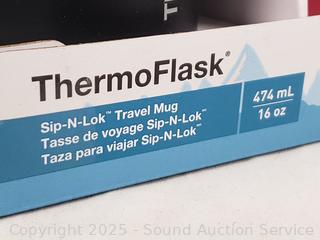 ThermoFlask®
Sip-N-Lok™ Travel Mug
Tasse de voyage Sip-N-Lok™
Taza para viajar Sip-N-Lok™
474 mL
16 oz
Copyright 2025 - Sound Auction Service